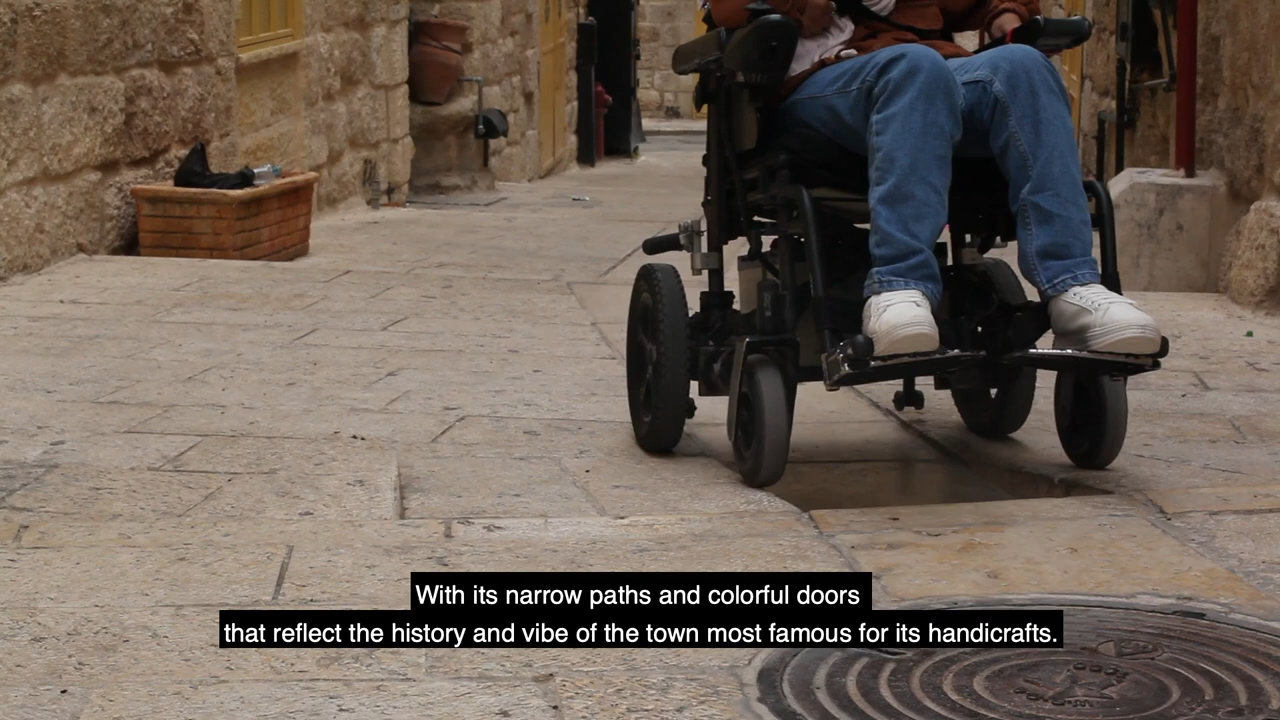 With its narrow paths and colorful doors
that reflect the history and vibe of the town most famous for its handicrafts.